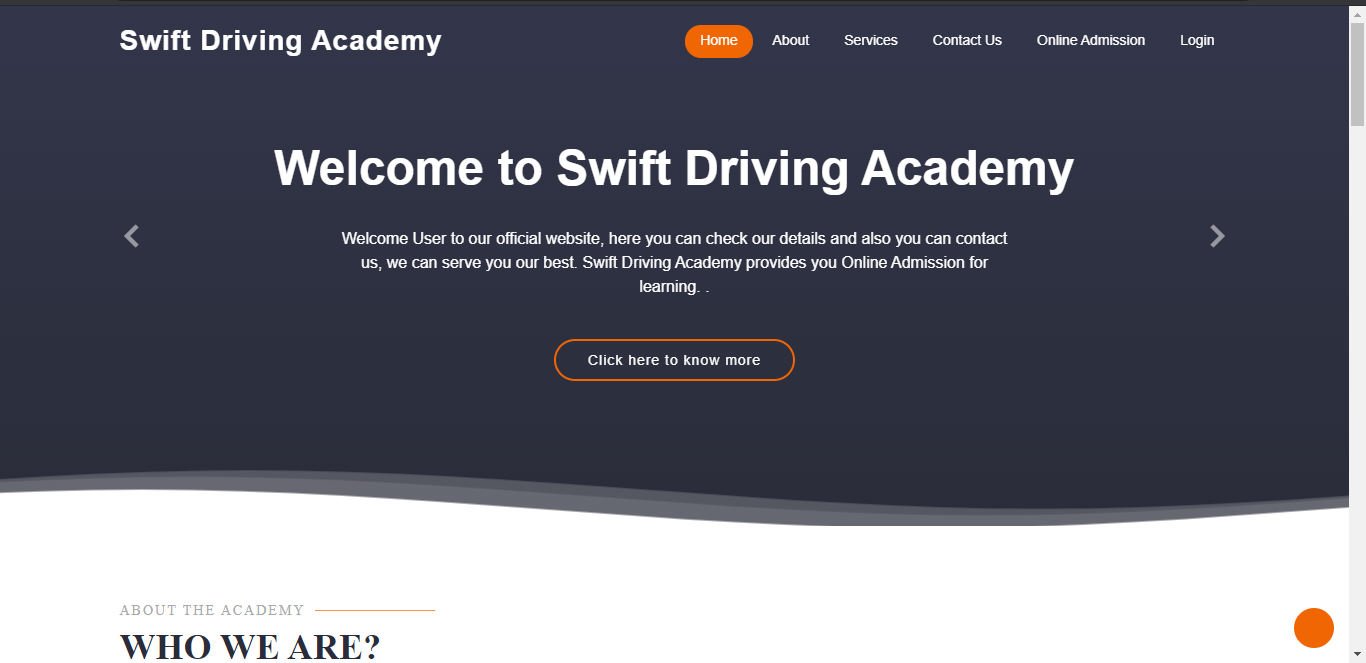 Swift Driving Academy
Home About Services Contact Us Online Admission Login
Welcome to Swift Driving Academy
Welcome User to our official website, here you can check our details and also you can contact
us, we can serve you our best. Swift Driving Academy provides you Online Admission for
learning. .
Click here to know more
ABOUT THE ACADEMY
WHO WE ARE?